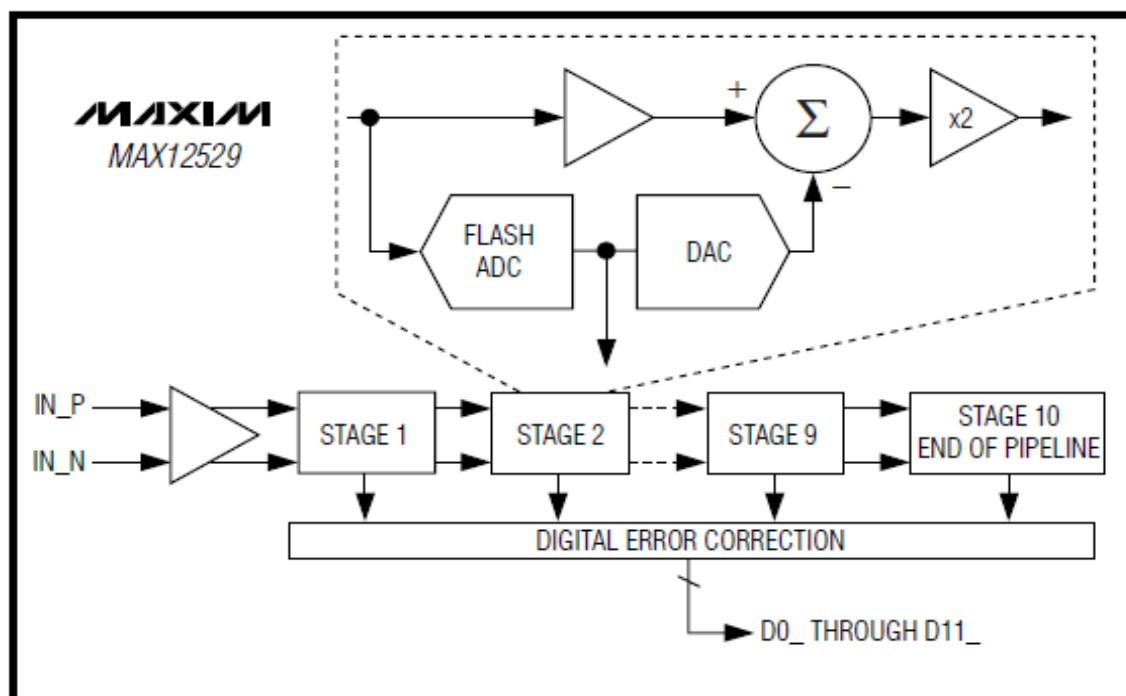 MAXIM
MAX12529
+
Σ
−
x2
FLASH
ADC
DAC
IN_P
IN_N
STAGE 1
STAGE 2
STAGE 9
STAGE 10
END OF PIPELINE
DIGITAL ERROR CORRECTION
D0_ THROUGH D11_